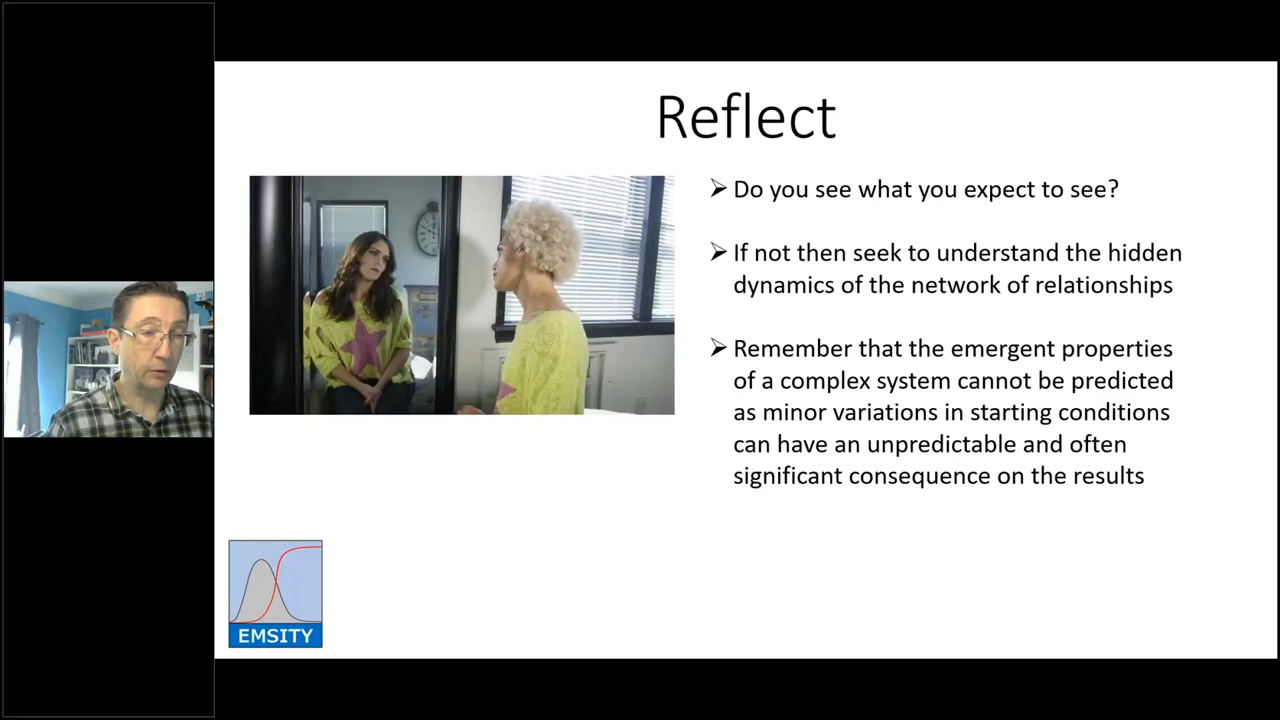 Reflect
➢ Do you see what you expect to see?
➢ If not then seek to understand the hidden
dynamics of the network of relationships
➢ Remember that the emergent properties
of a complex system cannot be predicted
as minor variations in starting conditions
can have an unpredictable and often
significant consequence on the results
EMSITY